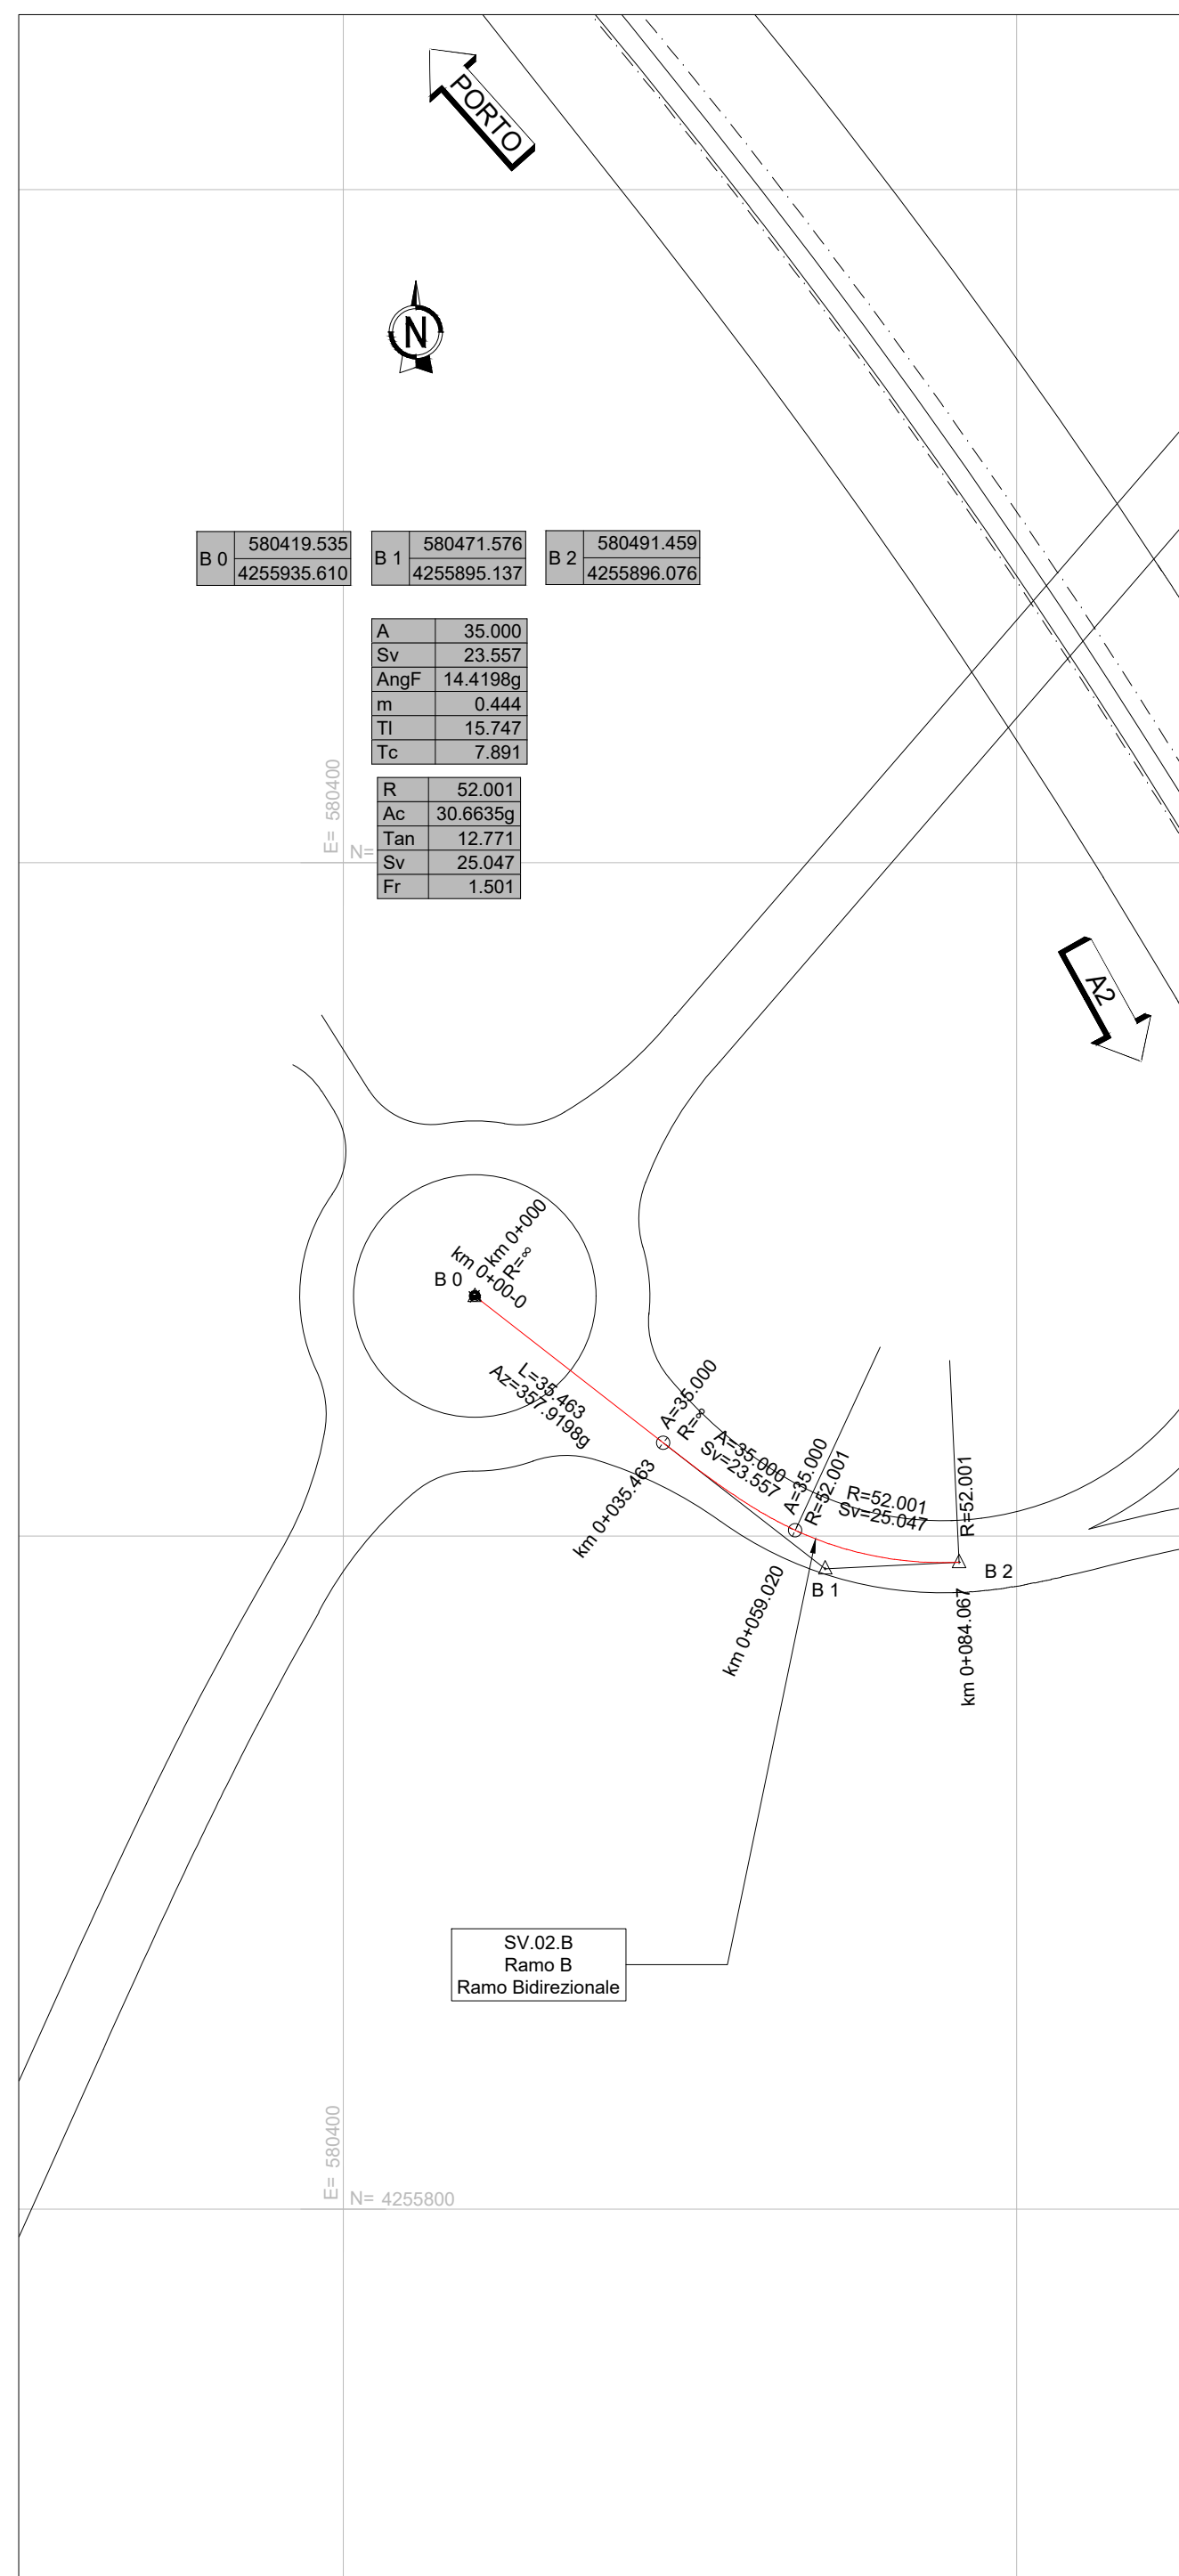 PORTO
N
B 0 580419.535
4255935.610
B 1 580471.576
4255895.137
B 2 580491.459
4255896.076
A 35.000
Sv 23.557
AngF 14.4198g
m 0.444
Tl 15.747
Tc 7.891
R 52.001
Ac 30.6635g
Tan 12.771
Sv 25.047
Fr 1.501
E= 580400
N=
A2
km 0+000
R=∞
km 0+00-0
B 0
L=35.463
Az=357.9198g
A=35.000
R=∞
A=35.000
Sv=23.557
km 0+035.463
A=35.000
R=52.001
R=52.001
Sv=25.047
R=52.001
km 0+059.020
B 1
B 2
km 0+084.067
SV.02.B
Ramo B
Ramo Bidirezionale
E= 580400
N= 4255800